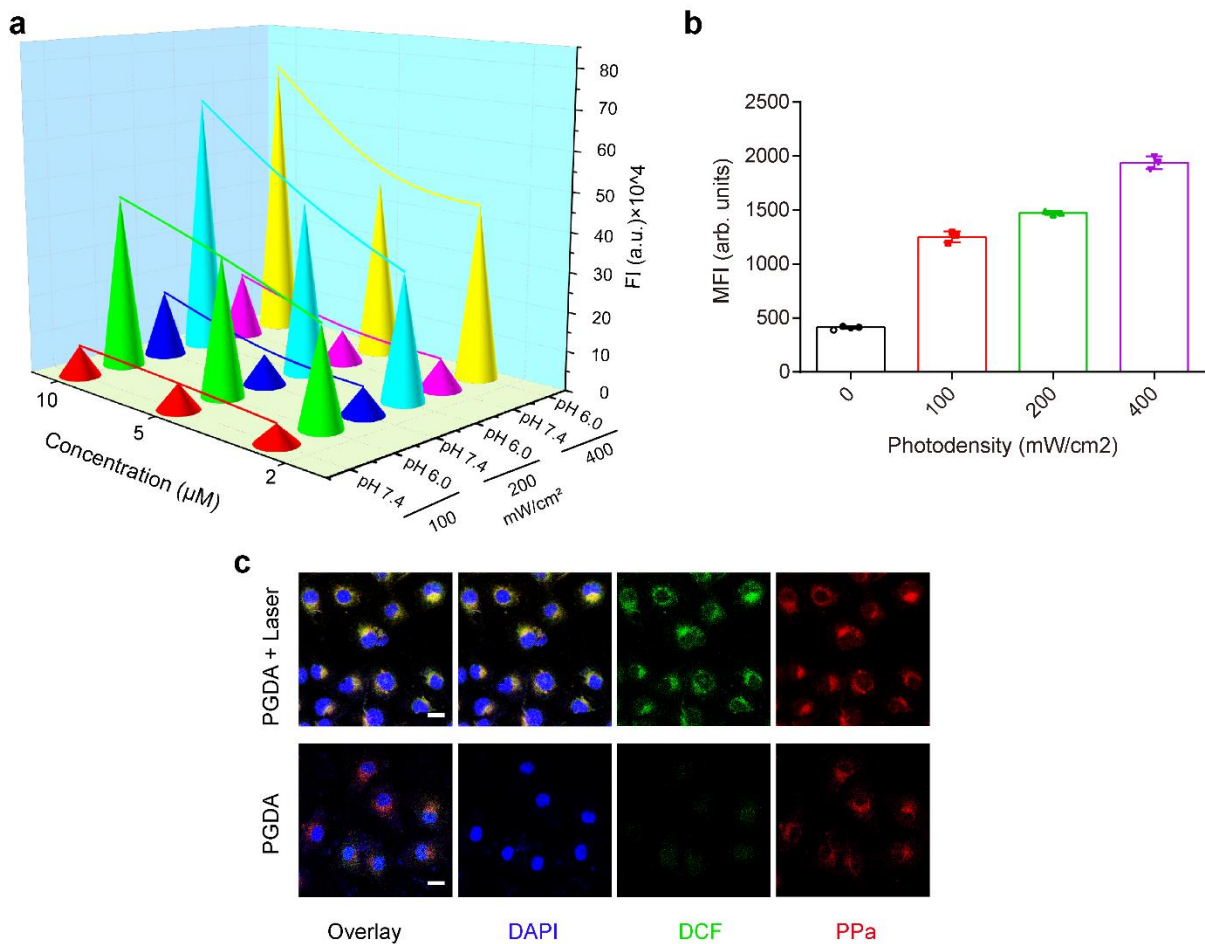 a
80
70
60
50
40
30
20
10
0
FI (a.u.)×10^4
10
5
2
Concentration (μM)
pH 7.4
pH 6.0
pH 7.4
pH 6.0
pH 7.4
pH 6.0
100
200
400
mW/cm²
b
2500
2000
1500
1000
500
0
MFI (arb. units)
0
100
200
400
Photodensity (mW/cm2)
c
PGDA + Laser
PGDA
Overlay DAPI DCF PPa